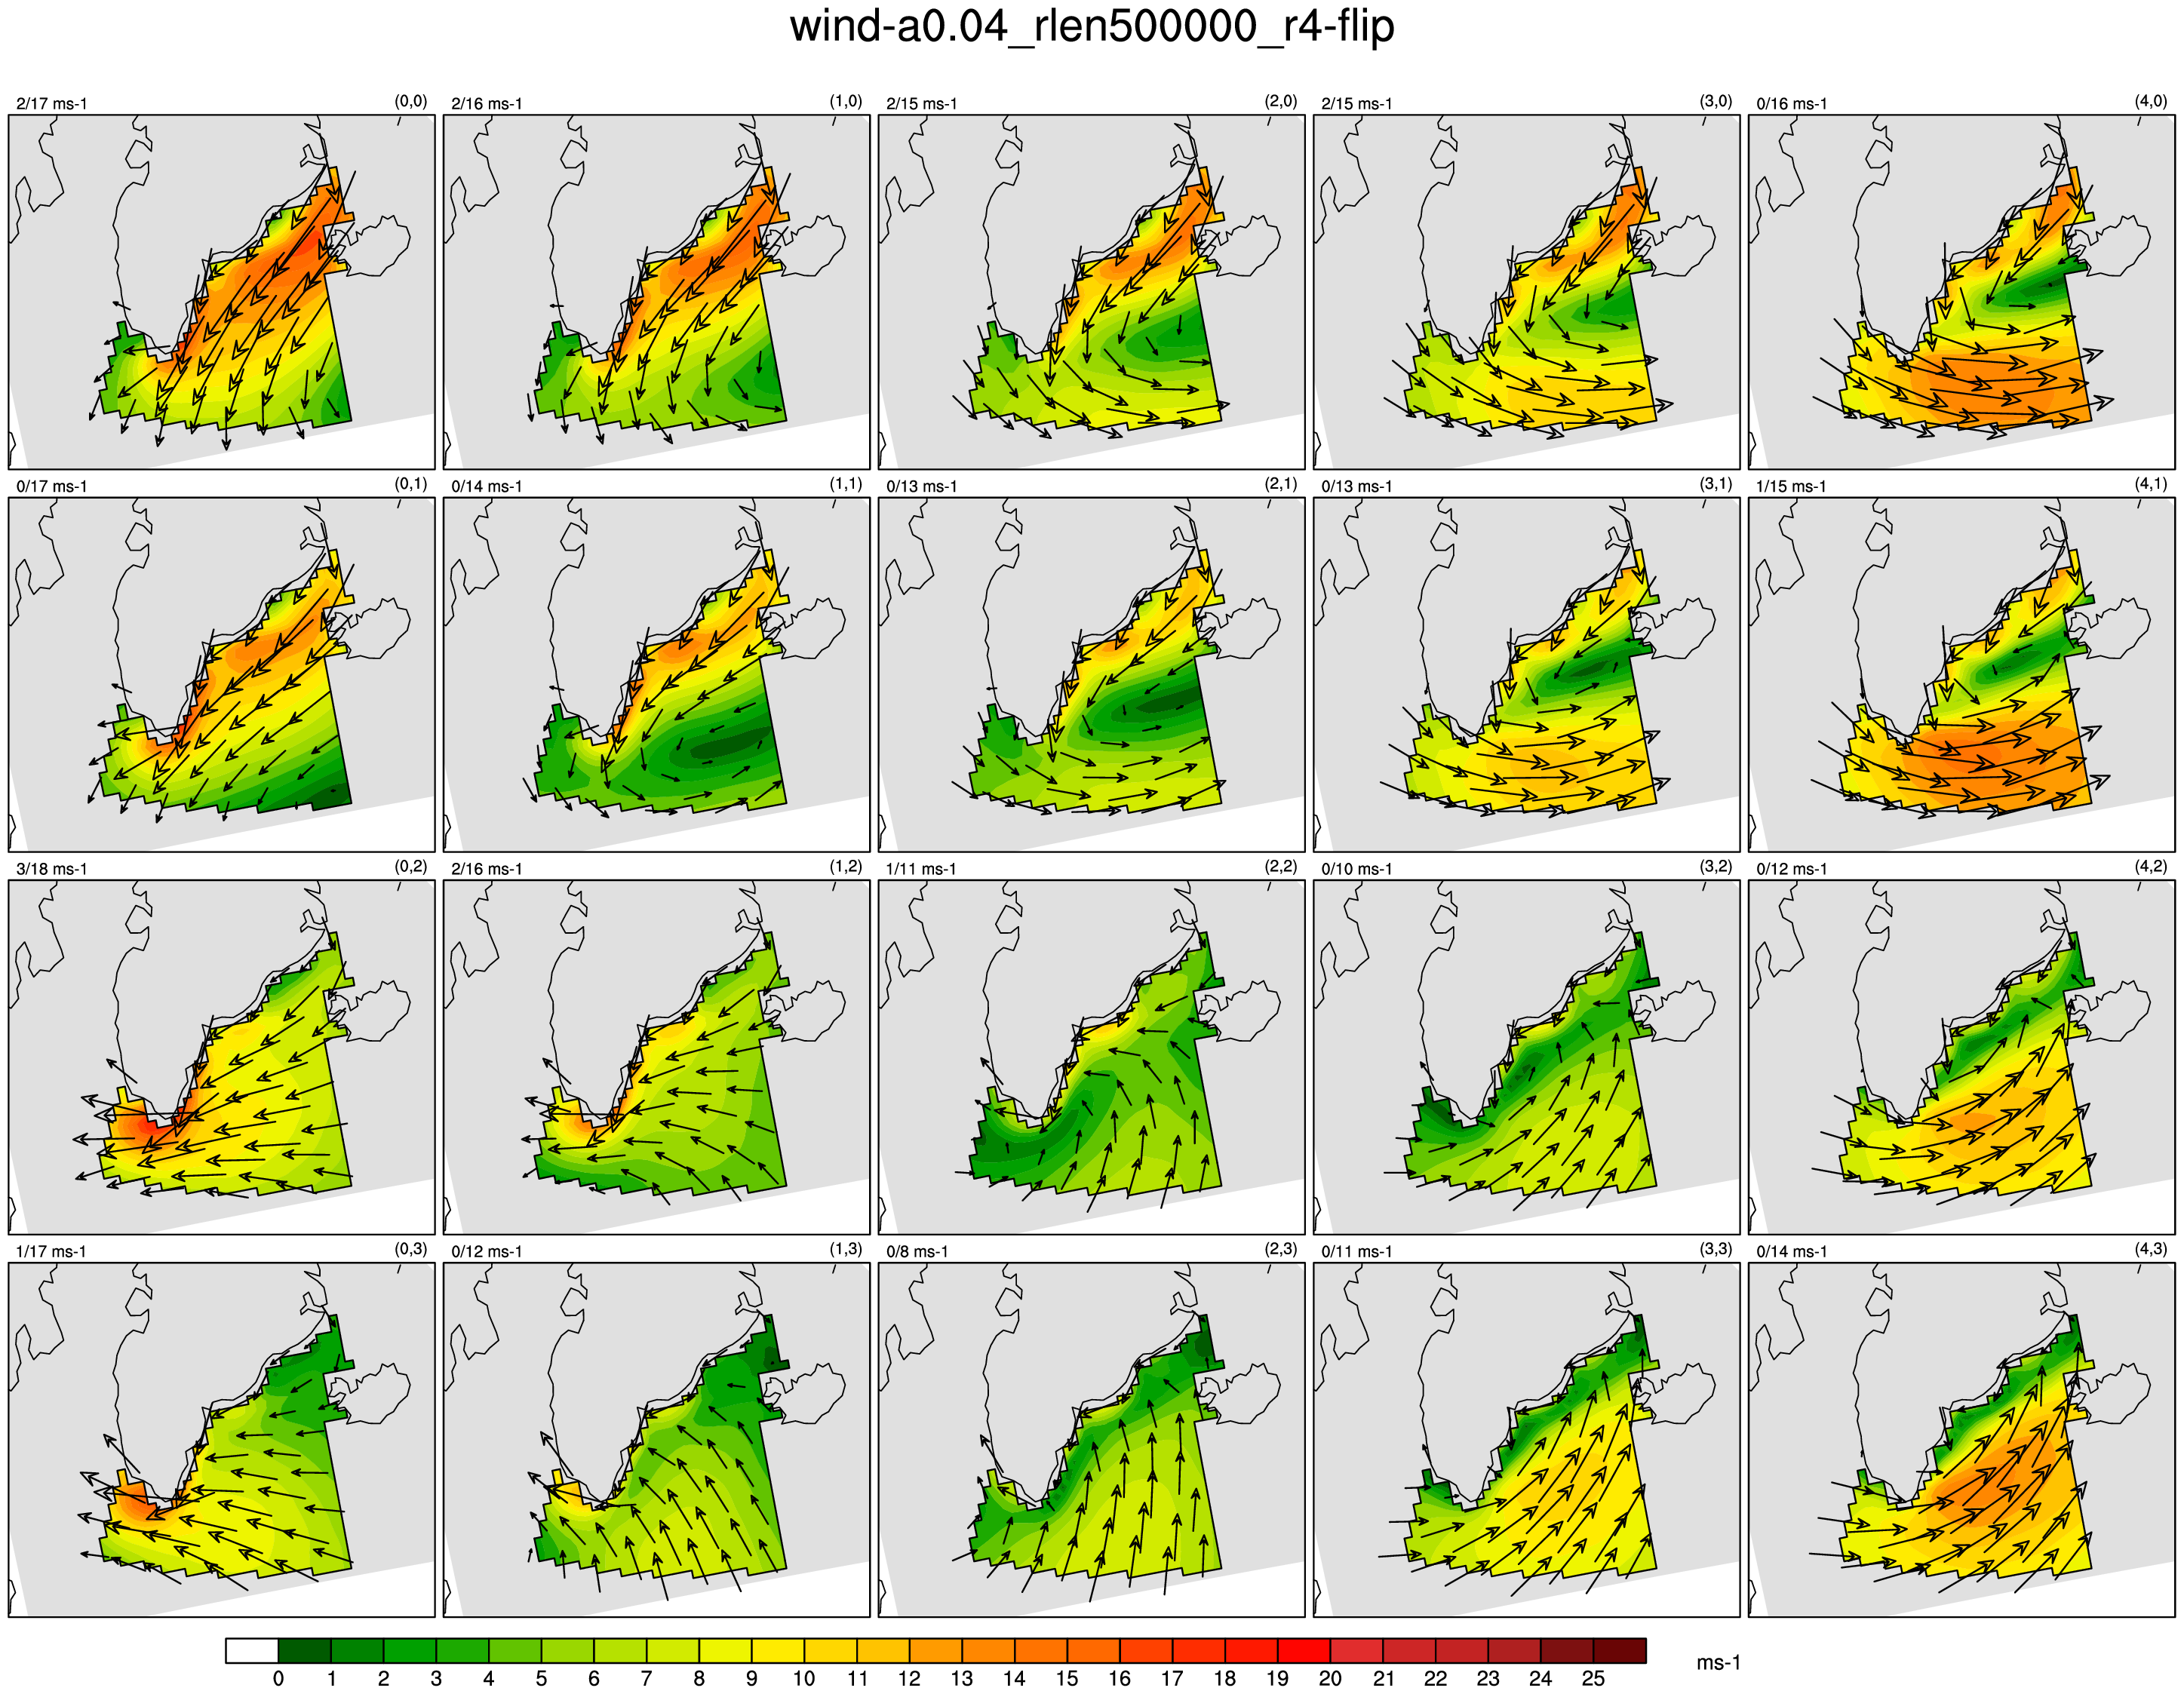 wind-a0.04_rlen500000_r4-flip
2/17 ms-1 (0,0) 2/16 ms-1 (1,0) 2/15 ms-1 (2,0) 2/15 ms-1 (3,0) 0/16 ms-1 (4,0)
0/17 ms-1 (0,1) 0/14 ms-1 (1,1) 0/13 ms-1 (2,1) 0/13 ms-1 (3,1) 1/15 ms-1 (4,1)
3/18 ms-1 (0,2) 2/16 ms-1 (1,2) 1/11 ms-1 (2,2) 0/10 ms-1 (3,2) 0/12 ms-1 (4,2)
1/17 ms-1 (0,3) 0/12 ms-1 (1,3) 0/8 ms-1 (2,3) 0/11 ms-1 (3,3) 0/14 ms-1 (4,3)
0 1 2 3 4 5 6 7 8 9 10 11 12 13 14 15 16 17 18 19 20 21 22 23 24 25 ms-1